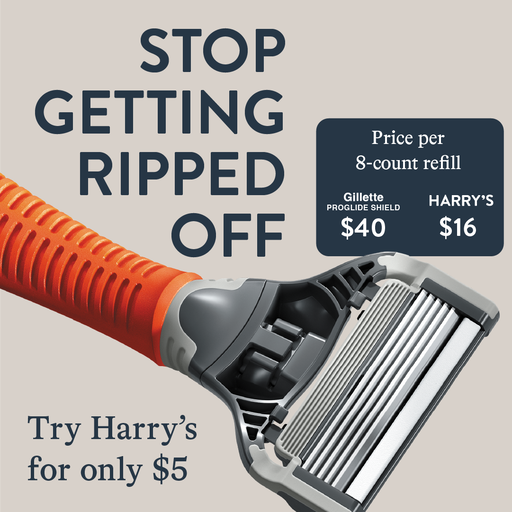 STOP
GETTING
RIPPED
OFF
Price per
8-count refill
Gillette
PROGLIDE SHIELD
$40
HARRY'S
$16
Try Harry's
for only $5